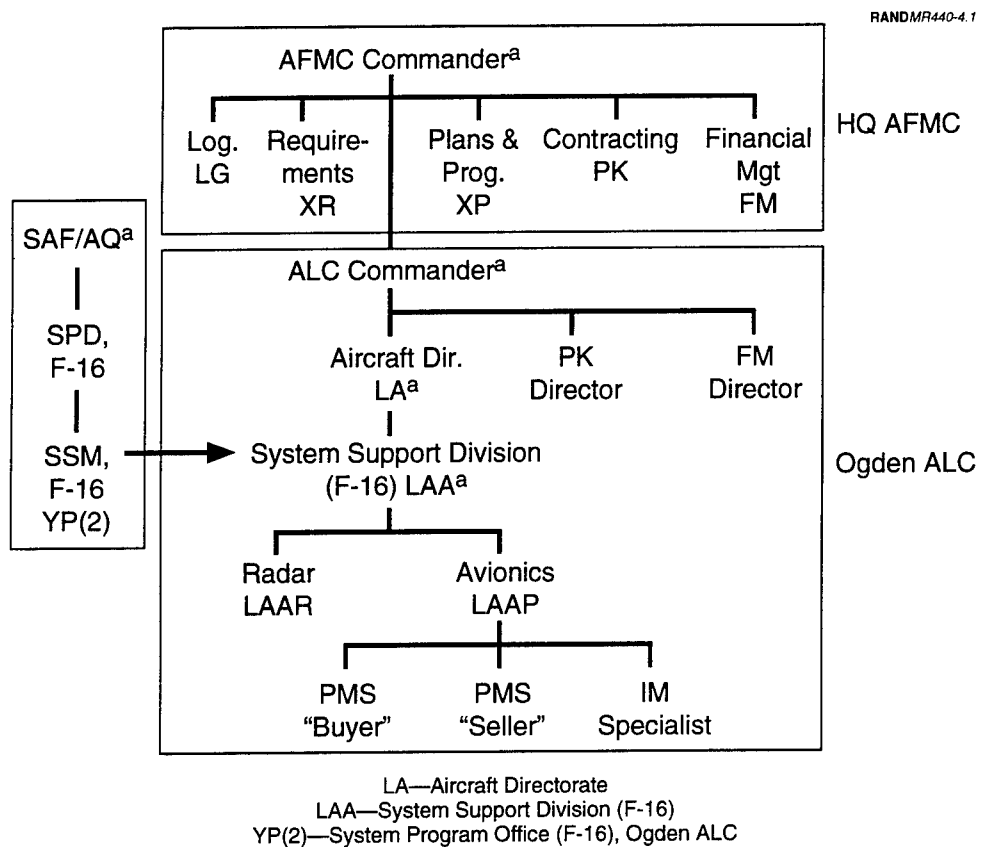 RANDMR440-4.1
AFMC Commanderᵃ
HQ AFMC
Log.
LG
Require-
ments
XR
Plans &
Prog.
XP
Contracting
PK
Financial
Mgt
FM
SAF/AQᵃ
SPD,
F-16
SSM,
F-16
YP(2)
ALC Commanderᵃ
Aircraft Dir.
LAᵃ
PK
Director
FM
Director
System Support Division
(F-16) LAAᵃ
Ogden ALC
Radar
LAAR
Avionics
LAAP
PMS
“Buyer”
PMS
“Seller”
IM
Specialist
LA—Aircraft Directorate
LAA—System Support Division (F-16)
YP(2)—System Program Office (F-16), Ogden ALC